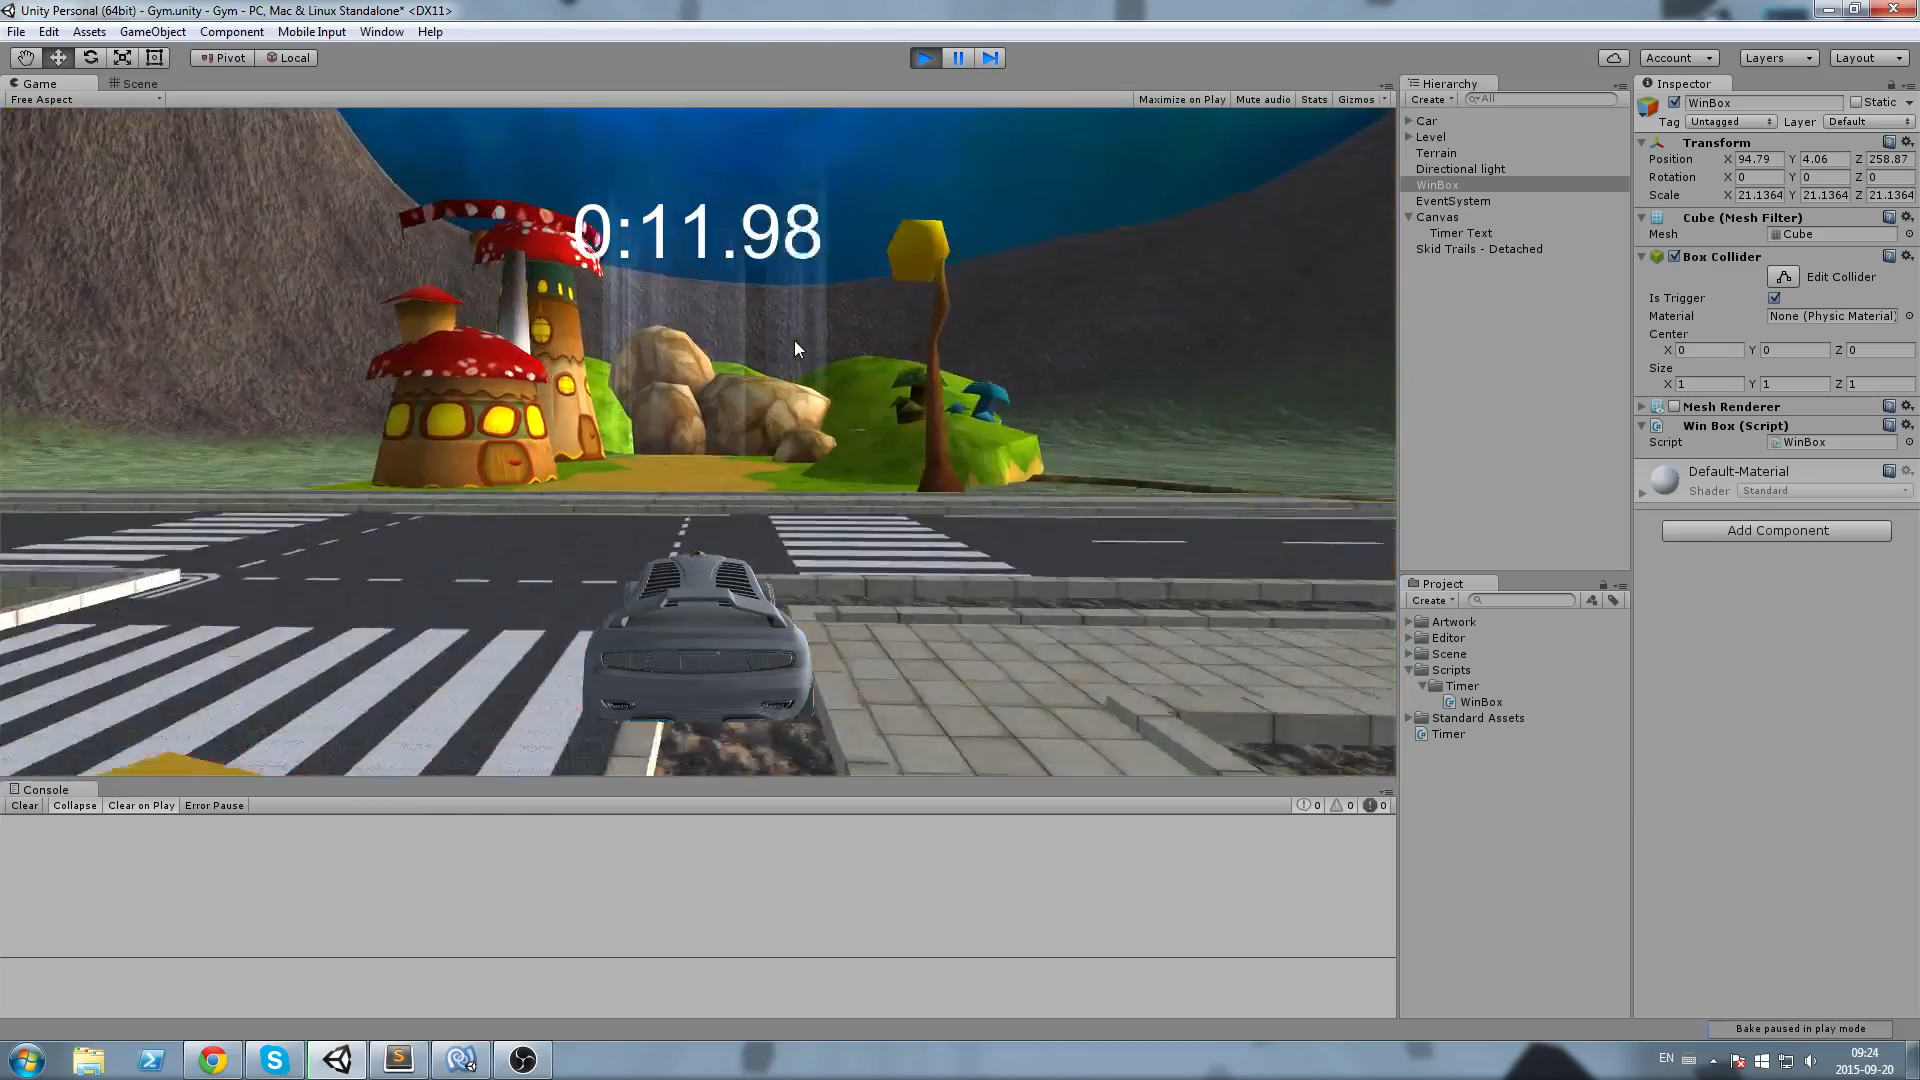 Unity Personal (64bit) - Gym.unity - Gym - PC, Mac & Linux Standalone* <DX11>
File Edit Assets GameObject Component Mobile Input Window Help
Pivot Local Account Layers Layout
Game Scene
Free Aspect Maximize on Play Mute audio Stats Gizmos
0:11.98
Hierarchy
Create All
Car
Level
Terrain
Directional light
WinBox
EventSystem
Canvas
Timer Text
Skid Trails - Detached
Inspector
WinBox Static
Tag Untagged Layer Default
Transform
Position X 94.79 Y 4.06 Z 258.87
Rotation X 0 Y 0 Z 0
Scale X 21.1364 Y 21.1364 Z 21.1364
Cube (Mesh Filter)
Mesh Cube
Box Collider
Edit Collider
Is Trigger
Material None (Physic Material)
Center
X 0 Y 0 Z 0
Size
X 1 Y 1 Z 1
Mesh Renderer
Win Box (Script)
Script WinBox
Default-Material
Shader Standard
Add Component
Project
Create
Artwork
Editor
Scene
Scripts
Timer
WinBox
Standard Assets
Timer
Console
Clear Collapse Clear on Play Error Pause 0 0 0
Bake paused in play mode
EN 09:24
2015-09-20